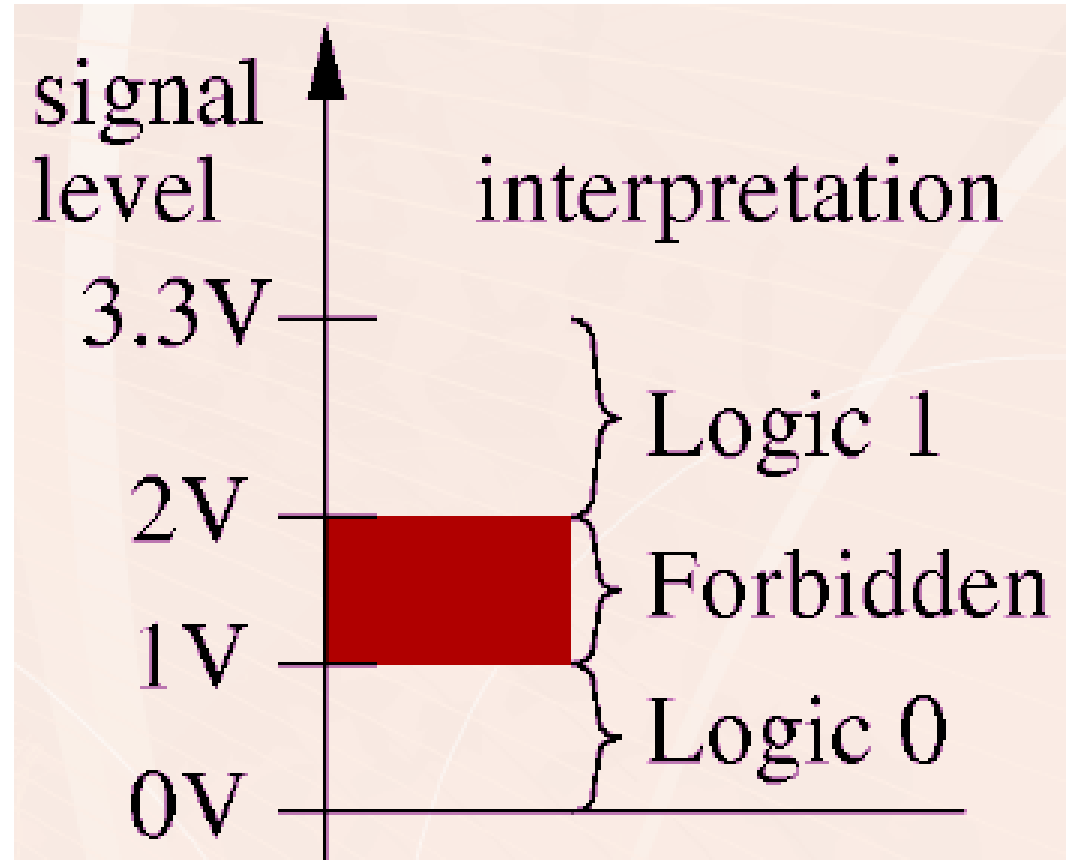 signal
level
interpretation
3.3V
Logic 1
2V
Forbidden
1V
Logic 0
0V